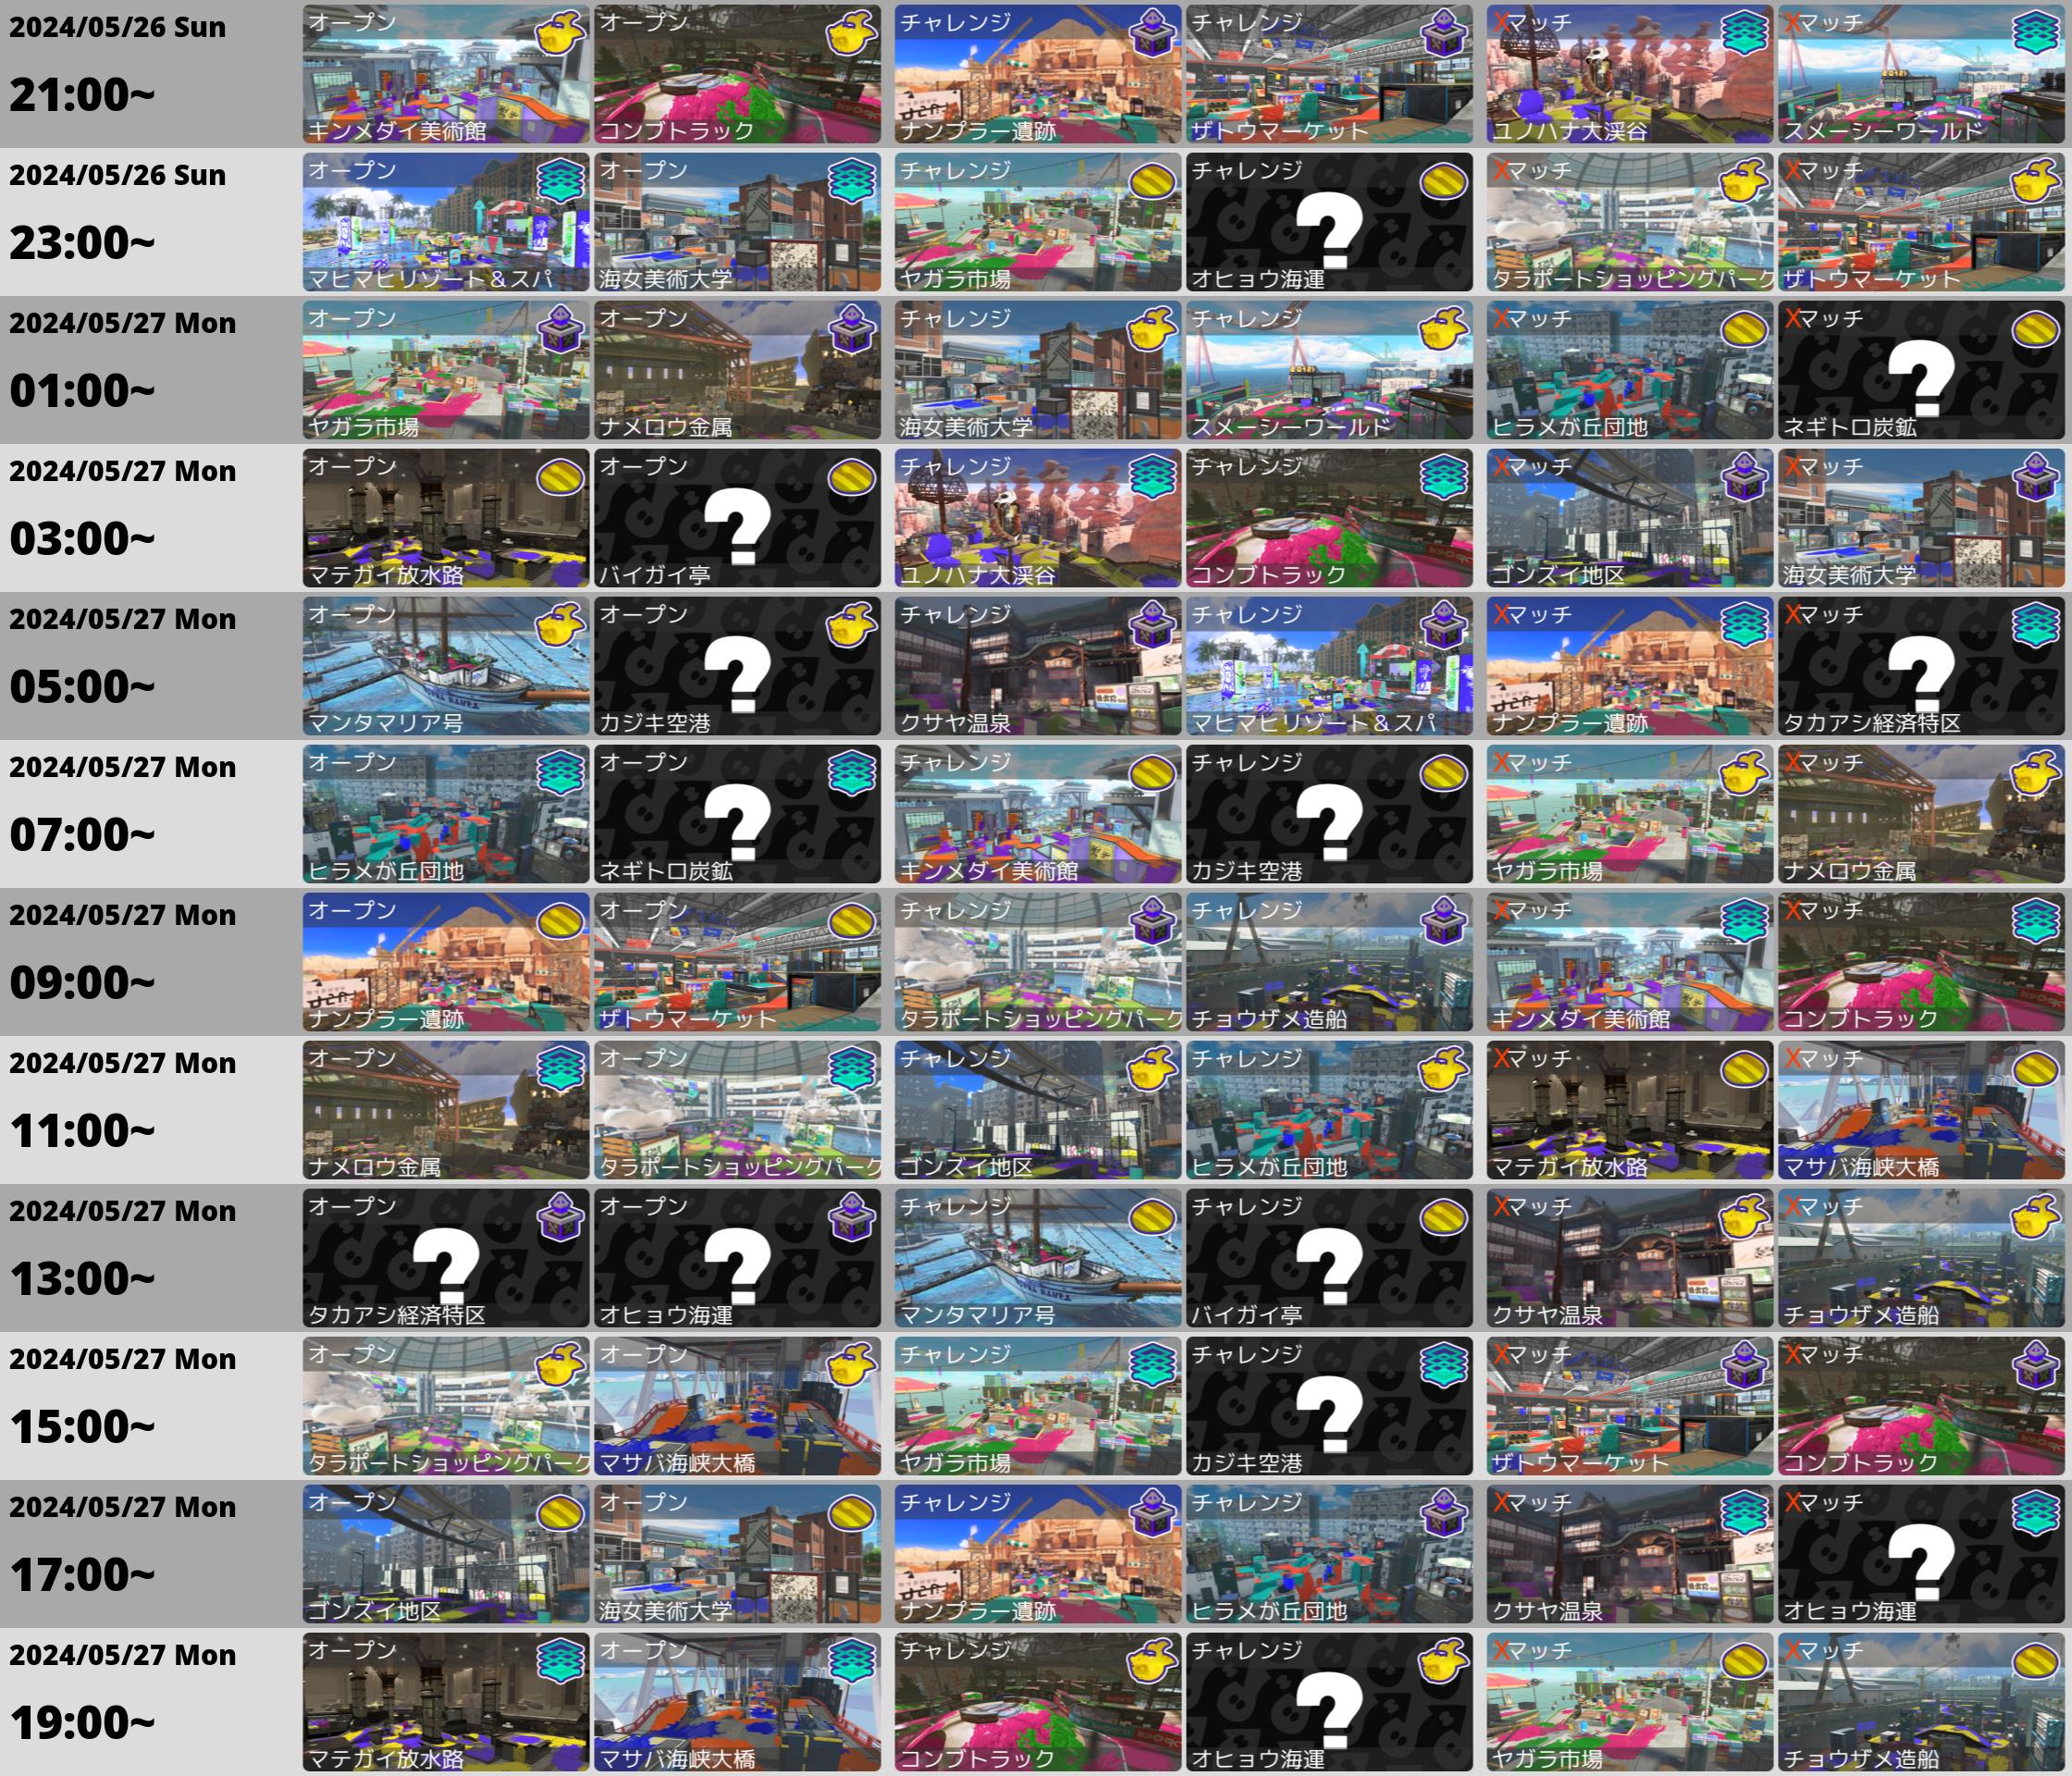 2024/05/26 Sun
21:00~
オープン
キンメダイ美術館
オープン
コンブトラック
チャレンジ
ナンプラー遺跡
チャレンジ
ザトウマーケット
Xマッチ
ユノハナ大渓谷
Xマッチ
スメーシーワールド
2024/05/26 Sun
23:00~
オープン
マヒマヒリゾート＆スパ
オープン
海女美術大学
チャレンジ
ヤガラ市場
チャレンジ
オヒョウ海運
Xマッチ
タラポートショッピングパーク
Xマッチ
ザトウマーケット
2024/05/27 Mon
01:00~
オープン
ヤガラ市場
オープン
ナメロウ金属
チャレンジ
海女美術大学
チャレンジ
スメーシーワールド
Xマッチ
ヒラメが丘団地
Xマッチ
ネギトロ炭鉱
2024/05/27 Mon
03:00~
オープン
マテガイ放水路
オープン
バイガイ亭
チャレンジ
ユノハナ大渓谷
チャレンジ
コンブトラック
Xマッチ
ゴンズイ地区
Xマッチ
海女美術大学
2024/05/27 Mon
05:00~
オープン
マンタマリア号
オープン
カジキ空港
チャレンジ
クサヤ温泉
チャレンジ
マヒマヒリゾート＆スパ
Xマッチ
ナンプラー遺跡
Xマッチ
タカアシ経済特区
2024/05/27 Mon
07:00~
オープン
ヒラメが丘団地
オープン
ネギトロ炭鉱
チャレンジ
キンメダイ美術館
チャレンジ
カジキ空港
Xマッチ
ヤガラ市場
Xマッチ
ナメロウ金属
2024/05/27 Mon
09:00~
オープン
ナンプラー遺跡
オープン
ザトウマーケット
チャレンジ
タラポートショッピングパーク
チャレンジ
チョウザメ造船
Xマッチ
キンメダイ美術館
Xマッチ
コンブトラック
2024/05/27 Mon
11:00~
オープン
ナメロウ金属
オープン
タラポートショッピングパーク
チャレンジ
ゴンズイ地区
チャレンジ
ヒラメが丘団地
Xマッチ
マテガイ放水路
Xマッチ
マサバ海峡大橋
2024/05/27 Mon
13:00~
オープン
タカアシ経済特区
オープン
オヒョウ海運
チャレンジ
マンタマリア号
チャレンジ
バイガイ亭
Xマッチ
クサヤ温泉
Xマッチ
チョウザメ造船
2024/05/27 Mon
15:00~
オープン
タラポートショッピングパーク
オープン
マサバ海峡大橋
チャレンジ
ヤガラ市場
チャレンジ
カジキ空港
Xマッチ
ザトウマーケット
Xマッチ
コンブトラック
2024/05/27 Mon
17:00~
オープン
ゴンズイ地区
オープン
海女美術大学
チャレンジ
ナンプラー遺跡
チャレンジ
ヒラメが丘団地
Xマッチ
クサヤ温泉
Xマッチ
オヒョウ海運
2024/05/27 Mon
19:00~
オープン
マテガイ放水路
オープン
マサバ海峡大橋
チャレンジ
コンブトラック
チャレンジ
オヒョウ海運
Xマッチ
ヤガラ市場
Xマッチ
チョウザメ造船